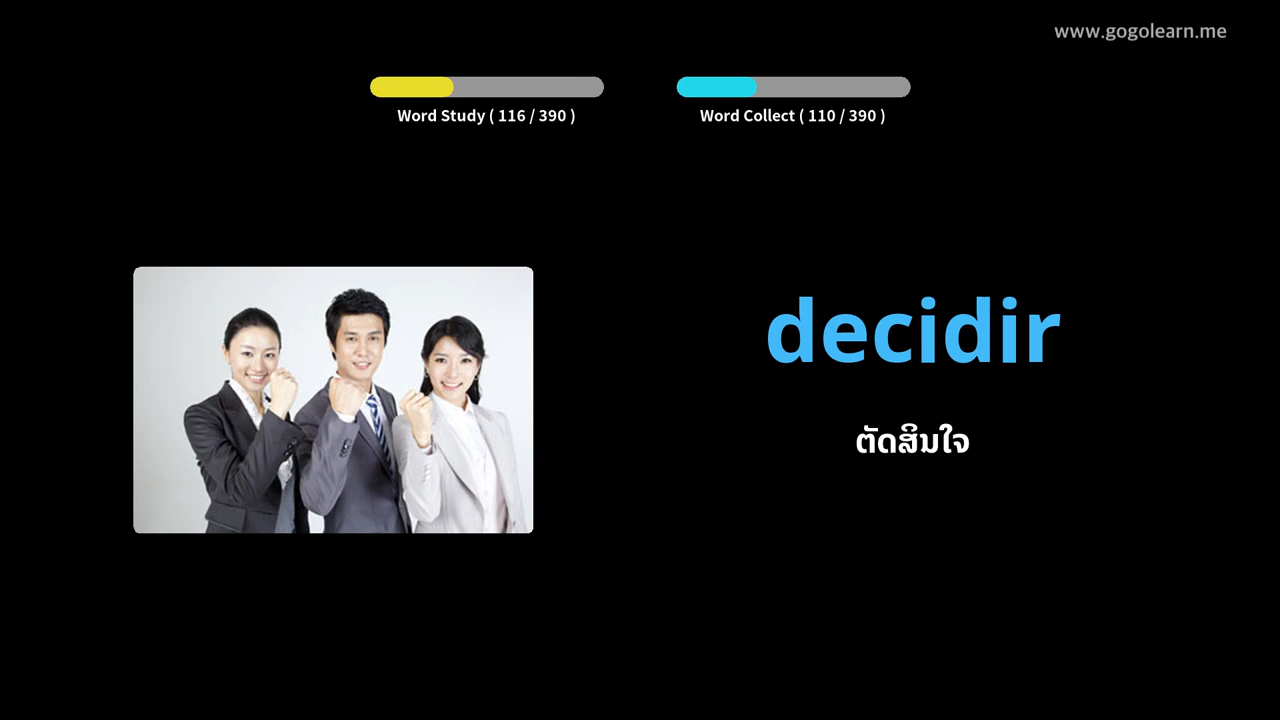 www.gogolearn.me
Word Study ( 116 / 390 )
Word Collect ( 110 / 390 )
decidir
ຕັດສິນໃຈ